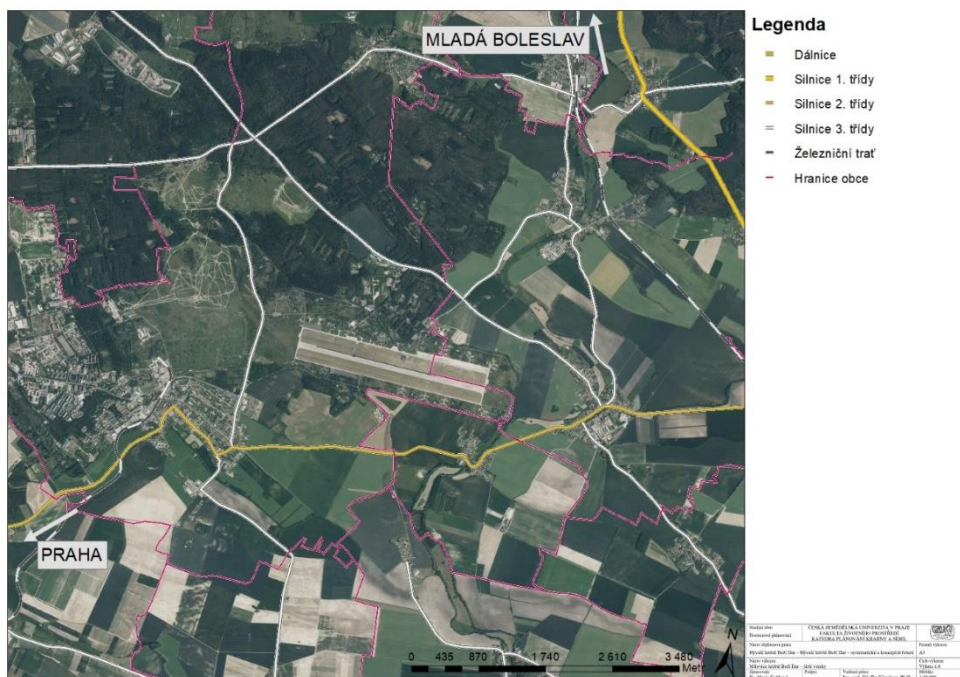 MLADÁ BOLESLAV
PRAHA
0 435 870 1 740 2 610 3 480
Metr
N
Legenda
Dálnice
Silnice 1. třídy
Silnice 2. třídy
Silnice 3. třídy
Železniční trať
Hranice obce
ČESKÁ ZEMĚDĚLSKÁ UNIVERZITA V PRAZE
FAKULTA ŽIVOTNÍHO PROSTŘEDÍ
KATEDRA PLÁNOVÁNÍ KRAJINY A SÍDEL